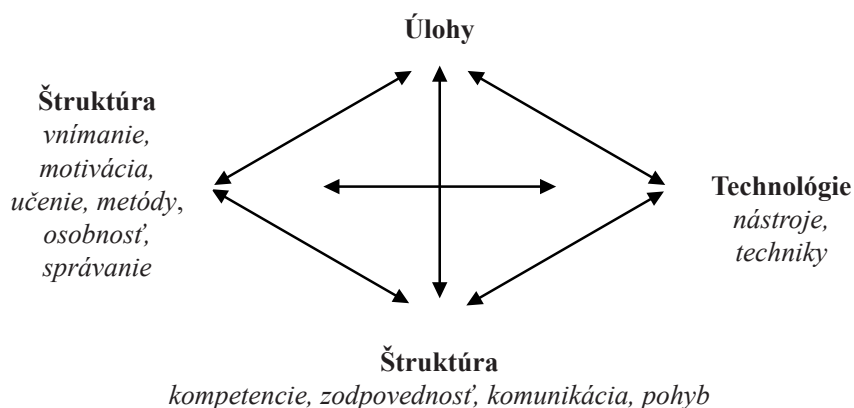 Úlohy
Štruktúra
vnímanie,
motivácia,
učenie, metódy,
osobnosť,
správanie
Technológie
nástroje,
techniky
Štruktúra
kompetencie, zodpovednosť, komunikácia, pohyb